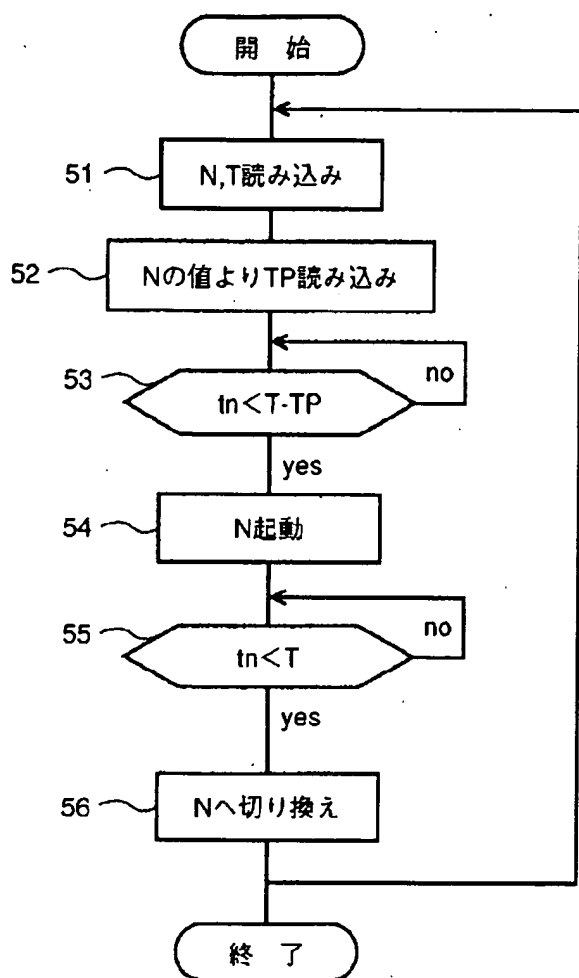 開 始
51
N,T読み込み
52
Nの値よりTP読み込み
53
no
tn<T-TP
yes
54
N起動
55
no
tn<T
yes
56
Nへ切り換え
終 了